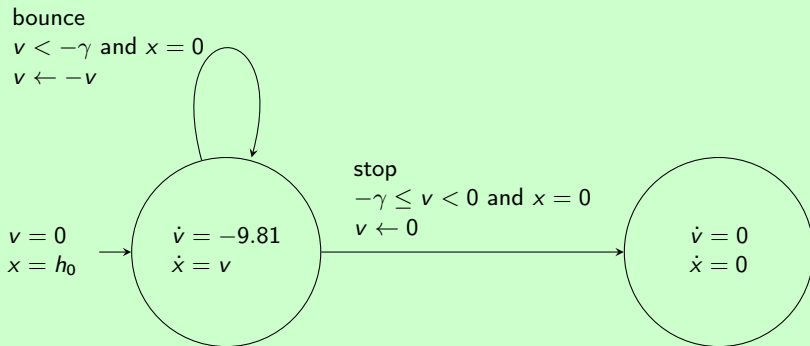 bounce
v < −γ and x = 0
v ← −v
stop
−γ ≤ v < 0 and x = 0
v ← 0
v = 0
x = h₀
v̇ = −9.81
ẋ = v
v̇ = 0
ẋ = 0